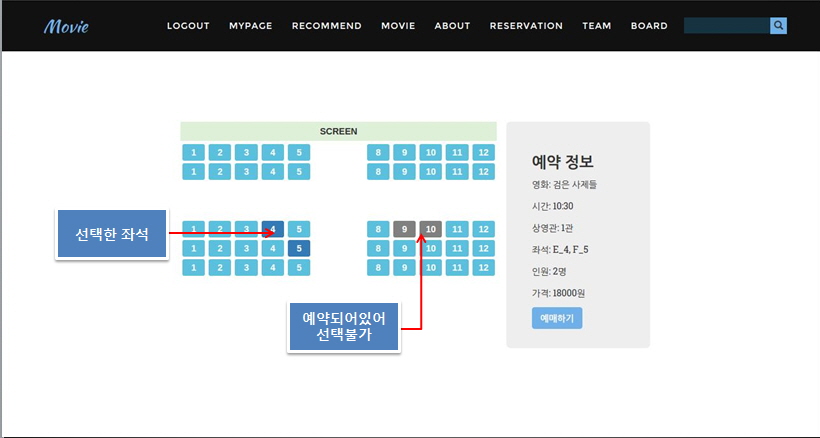 Movie LOGOUT MYPAGE RECOMMEND MOVIE ABOUT RESERVATION TEAM BOARD
SCREEN
1 2 3 4 5 8 9 10 11 12
1 2 3 4 5 8 9 10 11 12
1 2 3 4 5 8 9 10 11 12
1 2 3 4 5 8 9 10 11 12
1 2 3 4 5 8 9 10 11 12
선택한 좌석
예약되어있어
선택불가
예약 정보
영화: 검은 사제들
시간: 10:30
상영관: 1관
좌석: E_4, F_5
인원: 2명
가격: 18000원
예매하기